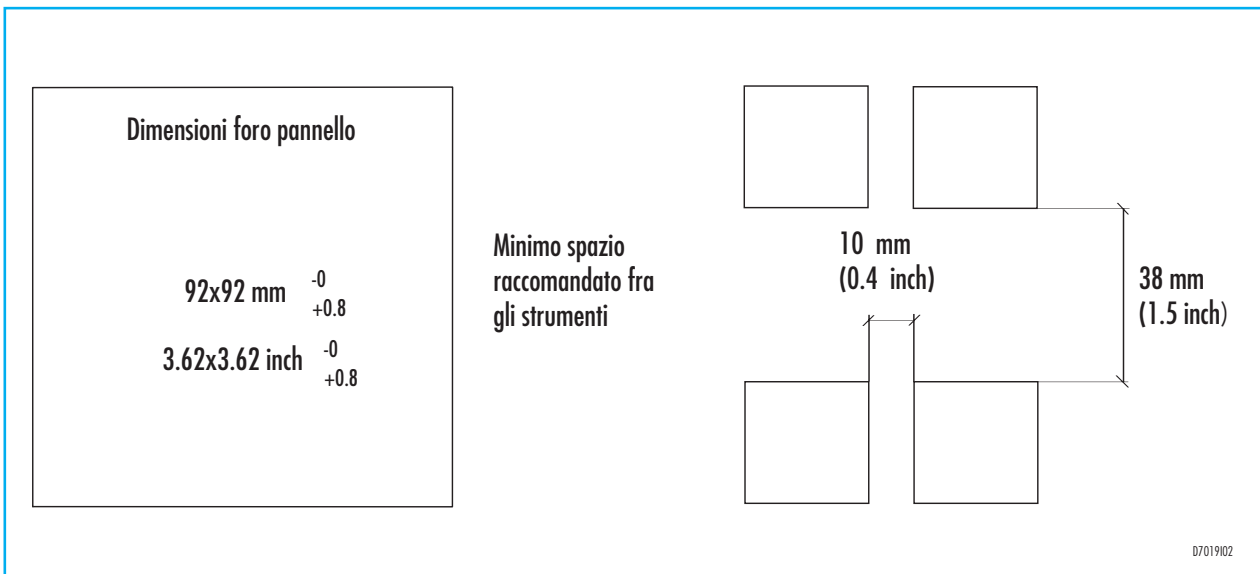 Dimensioni foro pannello
92x92 mm -0
+0.8
3.62x3.62 inch -0
+0.8
Minimo spazio
raccomandato fra
gli strumenti
10 mm
(0.4 inch)
38 mm
(1.5 inch)
D7019I02